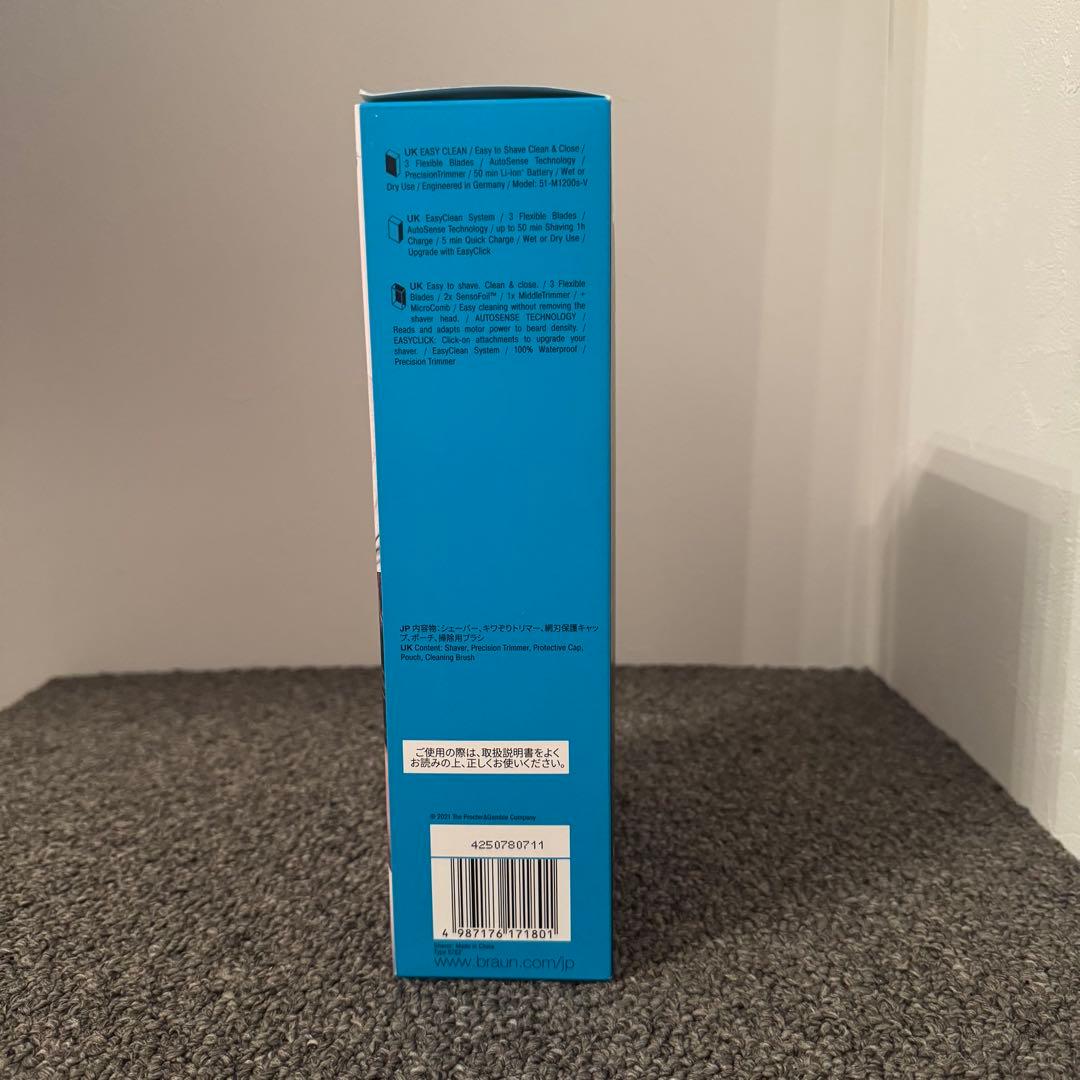 UK EASY CLEAN / Easy to Shave Clean & Close /
3 Flexible Blades / AutoSense Technology /
PrecisionTrimmer / 50 min Li-Ion* Battery / Wet or
Dry Use / Engineered in Germany / Model: 51-M1200s-V
UK EasyClean System / 3 Flexible Blades /
AutoSense Technology / up to 50 min Shaving 1h
Charge / 5 min Quick Charge / Wet or Dry Use /
Upgrade with EasyClick
UK Easy to shave. Clean & close. / 3 Flexible
Blades / 2x SensoFoil™ / 1x MiddleTrimmer / +
MicroComb / Easy cleaning without removing the
shaver head. / AUTOSENSE TECHNOLOGY /
Reads and adapts motor power to beard density. /
EASYCLICK: Click-on attachments to upgrade your
shaver. / EasyClean System / 100% Waterproof /
Precision Trimmer
JP 内容物:シェーバー、キワぞりトリマー、網刃保護キャッ
プ、ポーチ、掃除用ブラシ
UK Content: Shaver, Precision Trimmer, Protective Cap,
Pouch, Cleaning Brush
ご使用の際は、取扱説明書をよく
お読みの上、正しくお使いください。
© 2021 The Procter&Gamble Company
4250780711
4 987176 171801
Shaver: Made in China
Type
www.braun.com/jp